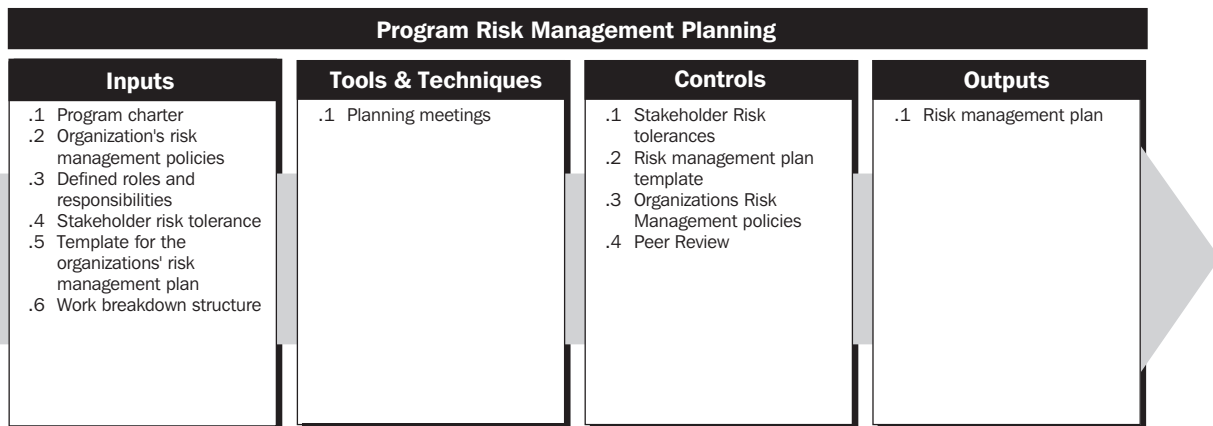 Program Risk Management Planning
Inputs
.1 Program charter
.2 Organization's risk
management policies
.3 Defined roles and
responsibilities
.4 Stakeholder risk tolerance
.5 Template for the
organizations' risk
management plan
.6 Work breakdown structure
Tools & Techniques
.1 Planning meetings
Controls
.1 Stakeholder Risk
tolerances
.2 Risk management plan
template
.3 Organizations Risk
Management policies
.4 Peer Review
Outputs
.1 Risk management plan